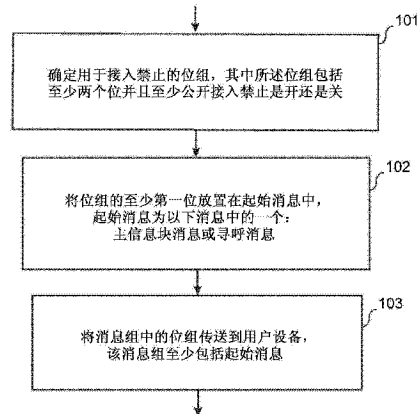 101
确定用于接入禁止的位组，其中所述位组包括
至少两个位并且至少公开接入禁止是开还是关
102
将位组的至少第一位放置在起始消息中，
起始消息为以下消息中的一个：
主信息块消息或寻呼消息
103
将消息组中的位组传送到用户设备，
该消息组至少包括起始消息